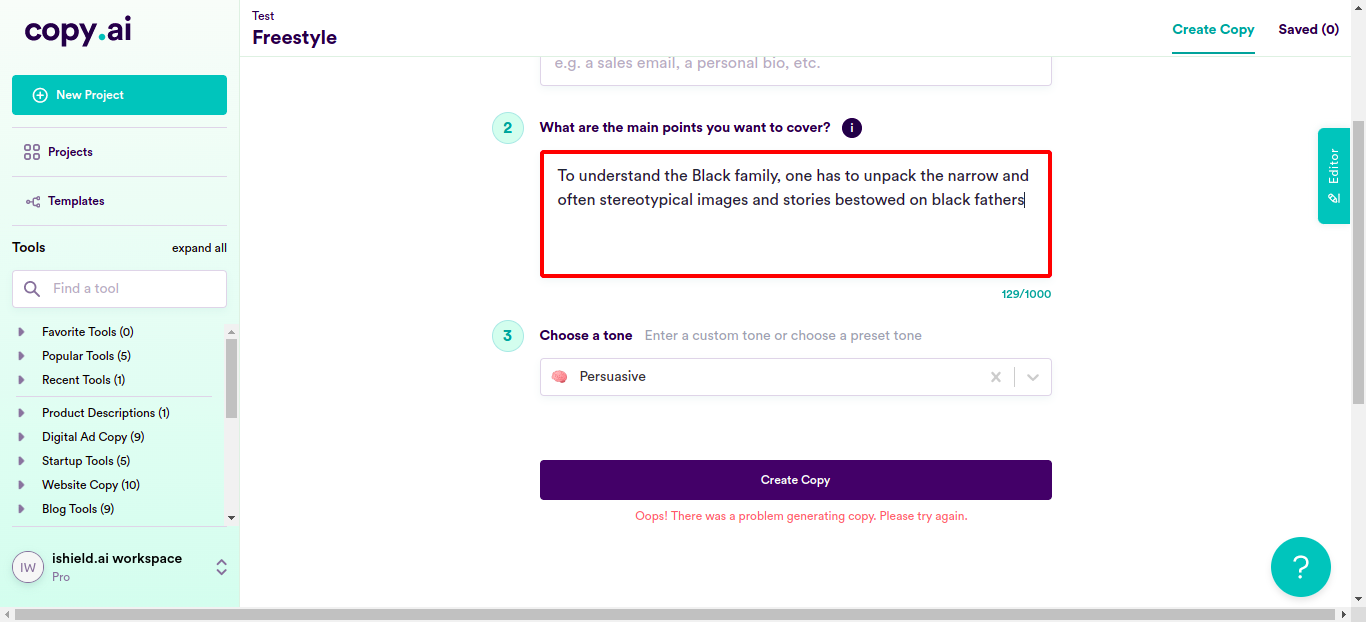 copy.ai
New Project
Projects
Templates
Tools
expand all
Find a tool
Favorite Tools (0)
Popular Tools (5)
Recent Tools (1)
Product Descriptions (1)
Digital Ad Copy (9)
Startup Tools (5)
Website Copy (10)
Blog Tools (9)
IW
ishield.ai workspace
Pro
Test
Freestyle
Create Copy
Saved (0)
e.g. a sales email, a personal bio, etc.
2
What are the main points you want to cover?
i
To understand the Black family, one has to unpack the narrow and
often stereotypical images and stories bestowed on black fathers
129/1000
3
Choose a tone
Enter a custom tone or choose a preset tone
Persuasive
Create Copy
Oops! There was a problem generating copy. Please try again.
Editor
?